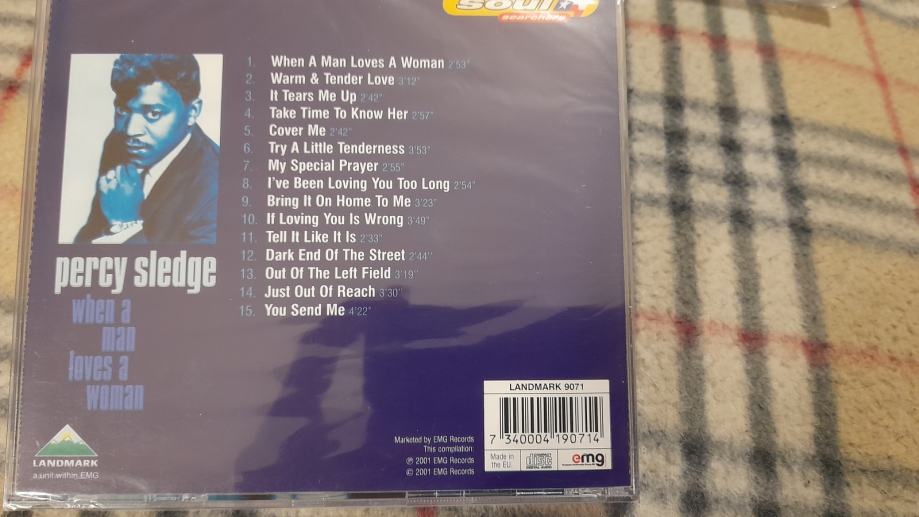 soul
searchers
1. When A Man Loves A Woman 2'53"
2. Warm & Tender Love 3'12"
3. It Tears Me Up 2'42"
4. Take Time To Know Her 2'57"
5. Cover Me 2'42"
6. Try A Little Tenderness 3'53"
7. My Special Prayer 2'55"
8. I've Been Loving You Too Long 2'54"
9. Bring It On Home To Me 3'23"
10. If Loving You Is Wrong 3'49"
11. Tell It Like It Is 2'33"
12. Dark End Of The Street 2'44"
13. Out Of The Left Field 3'19"
14. Just Out Of Reach 3'30"
15. You Send Me 4'22"
percy sledge
when a
man
loves a
woman
LANDMARK
a unit within EMG
Marketed by EMG Records
This compilation:
℗ 2001 EMG Records
© 2001 EMG Records
LANDMARK 9071
7 340004 190714
Made in
the EU
COMPACT
disc
DIGITAL AUDIO
emg